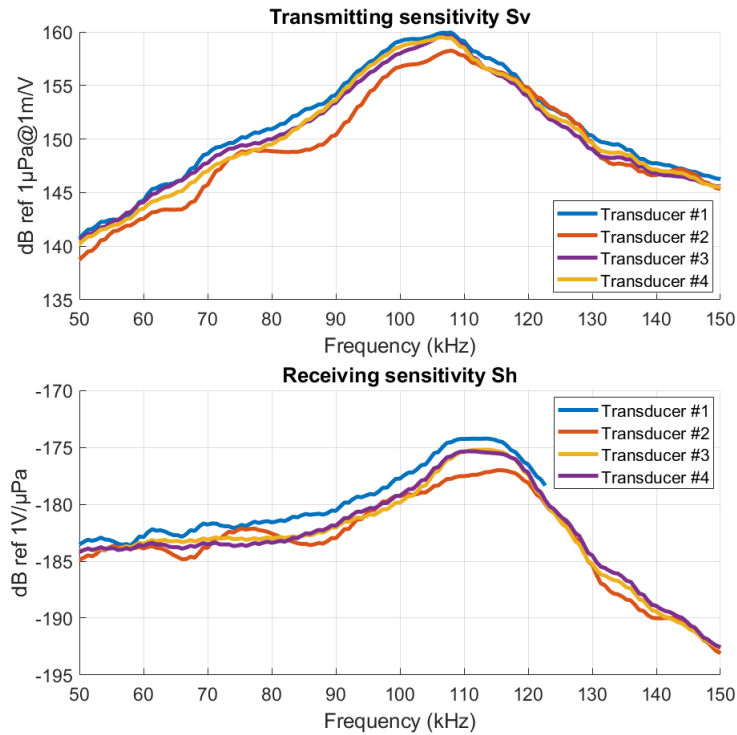 Transmitting sensitivity Sv
160
155
150
145
140
135
dB ref 1µPa@1m/V
Transducer #1
Transducer #2
Transducer #3
Transducer #4
50 60 70 80 90 100 110 120 130 140 150
Frequency (kHz)
Receiving sensitivity Sh
-170
-175
-180
-185
-190
-195
dB ref 1V/µPa
Transducer #1
Transducer #2
Transducer #3
Transducer #4
50 60 70 80 90 100 110 120 130 140 150
Frequency (kHz)